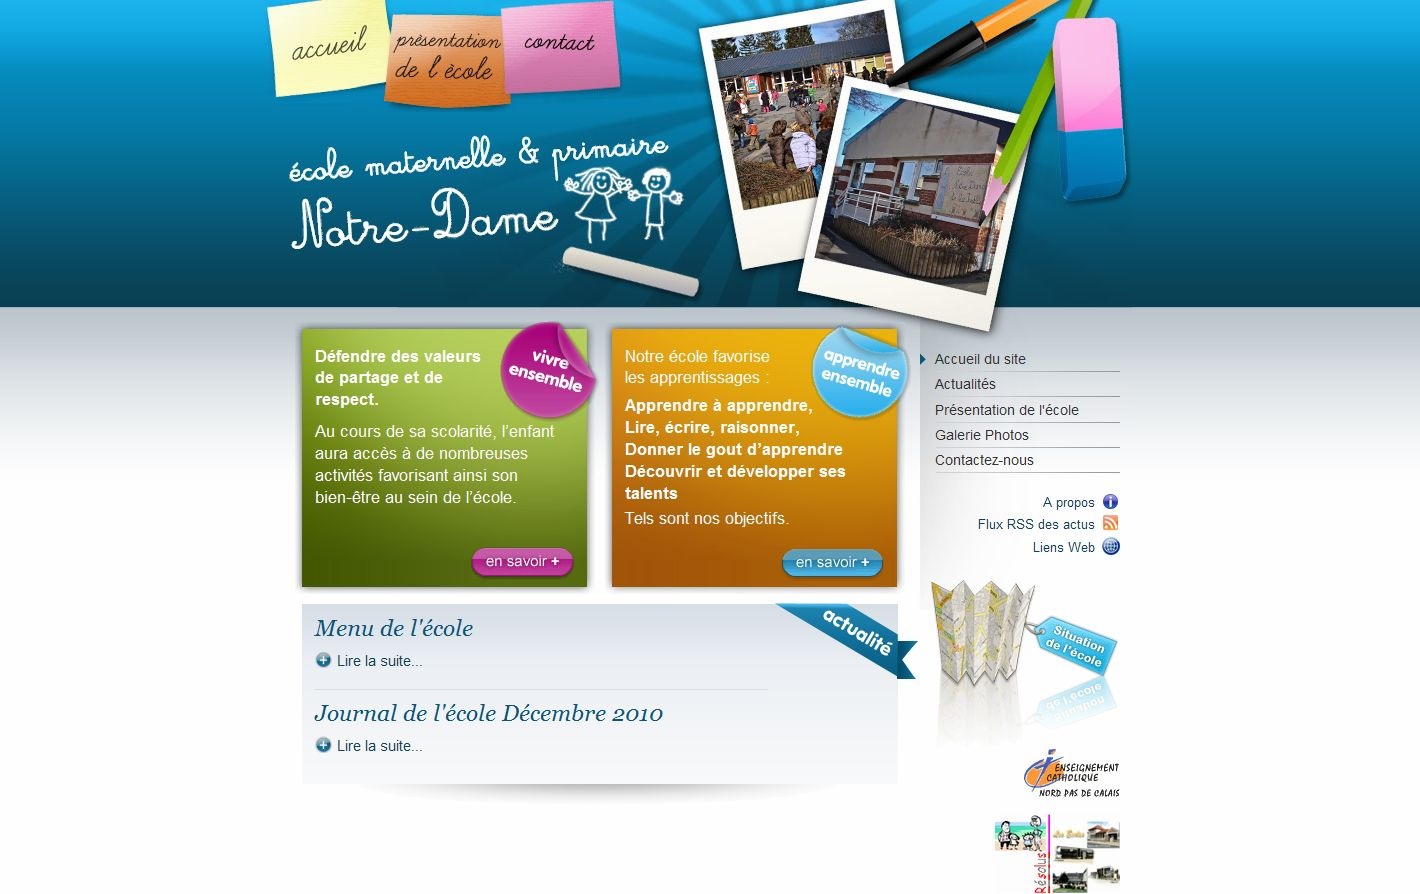 accueil
présentation
de l'école
contact
école maternelle & primaire
Notre-Dame
Défendre des valeurs
de partage et de
respect.
vivre
ensemble
Au cours de sa scolarité, l'enfant
aura accès à de nombreuses
activités favorisant ainsi son
bien-être au sein de l'école.
en savoir +
Notre école favorise
les apprentissages :
apprendre
ensemble
Apprendre à apprendre,
Lire, écrire, raisonner,
Donner le gout d'apprendre
Découvrir et développer ses
talents
Tels sont nos objectifs.
en savoir +
Accueil du site
Actualités
Présentation de l'école
Galerie Photos
Contactez-nous
A propos
Flux RSS des actus
Liens Web
Situation
de l'école
actualité
Menu de l'école
Lire la suite...
Journal de l'école Décembre 2010
Lire la suite...
ENSEIGNEMENT
CATHOLIQUE
NORD PAS DE CALAIS
Résolus